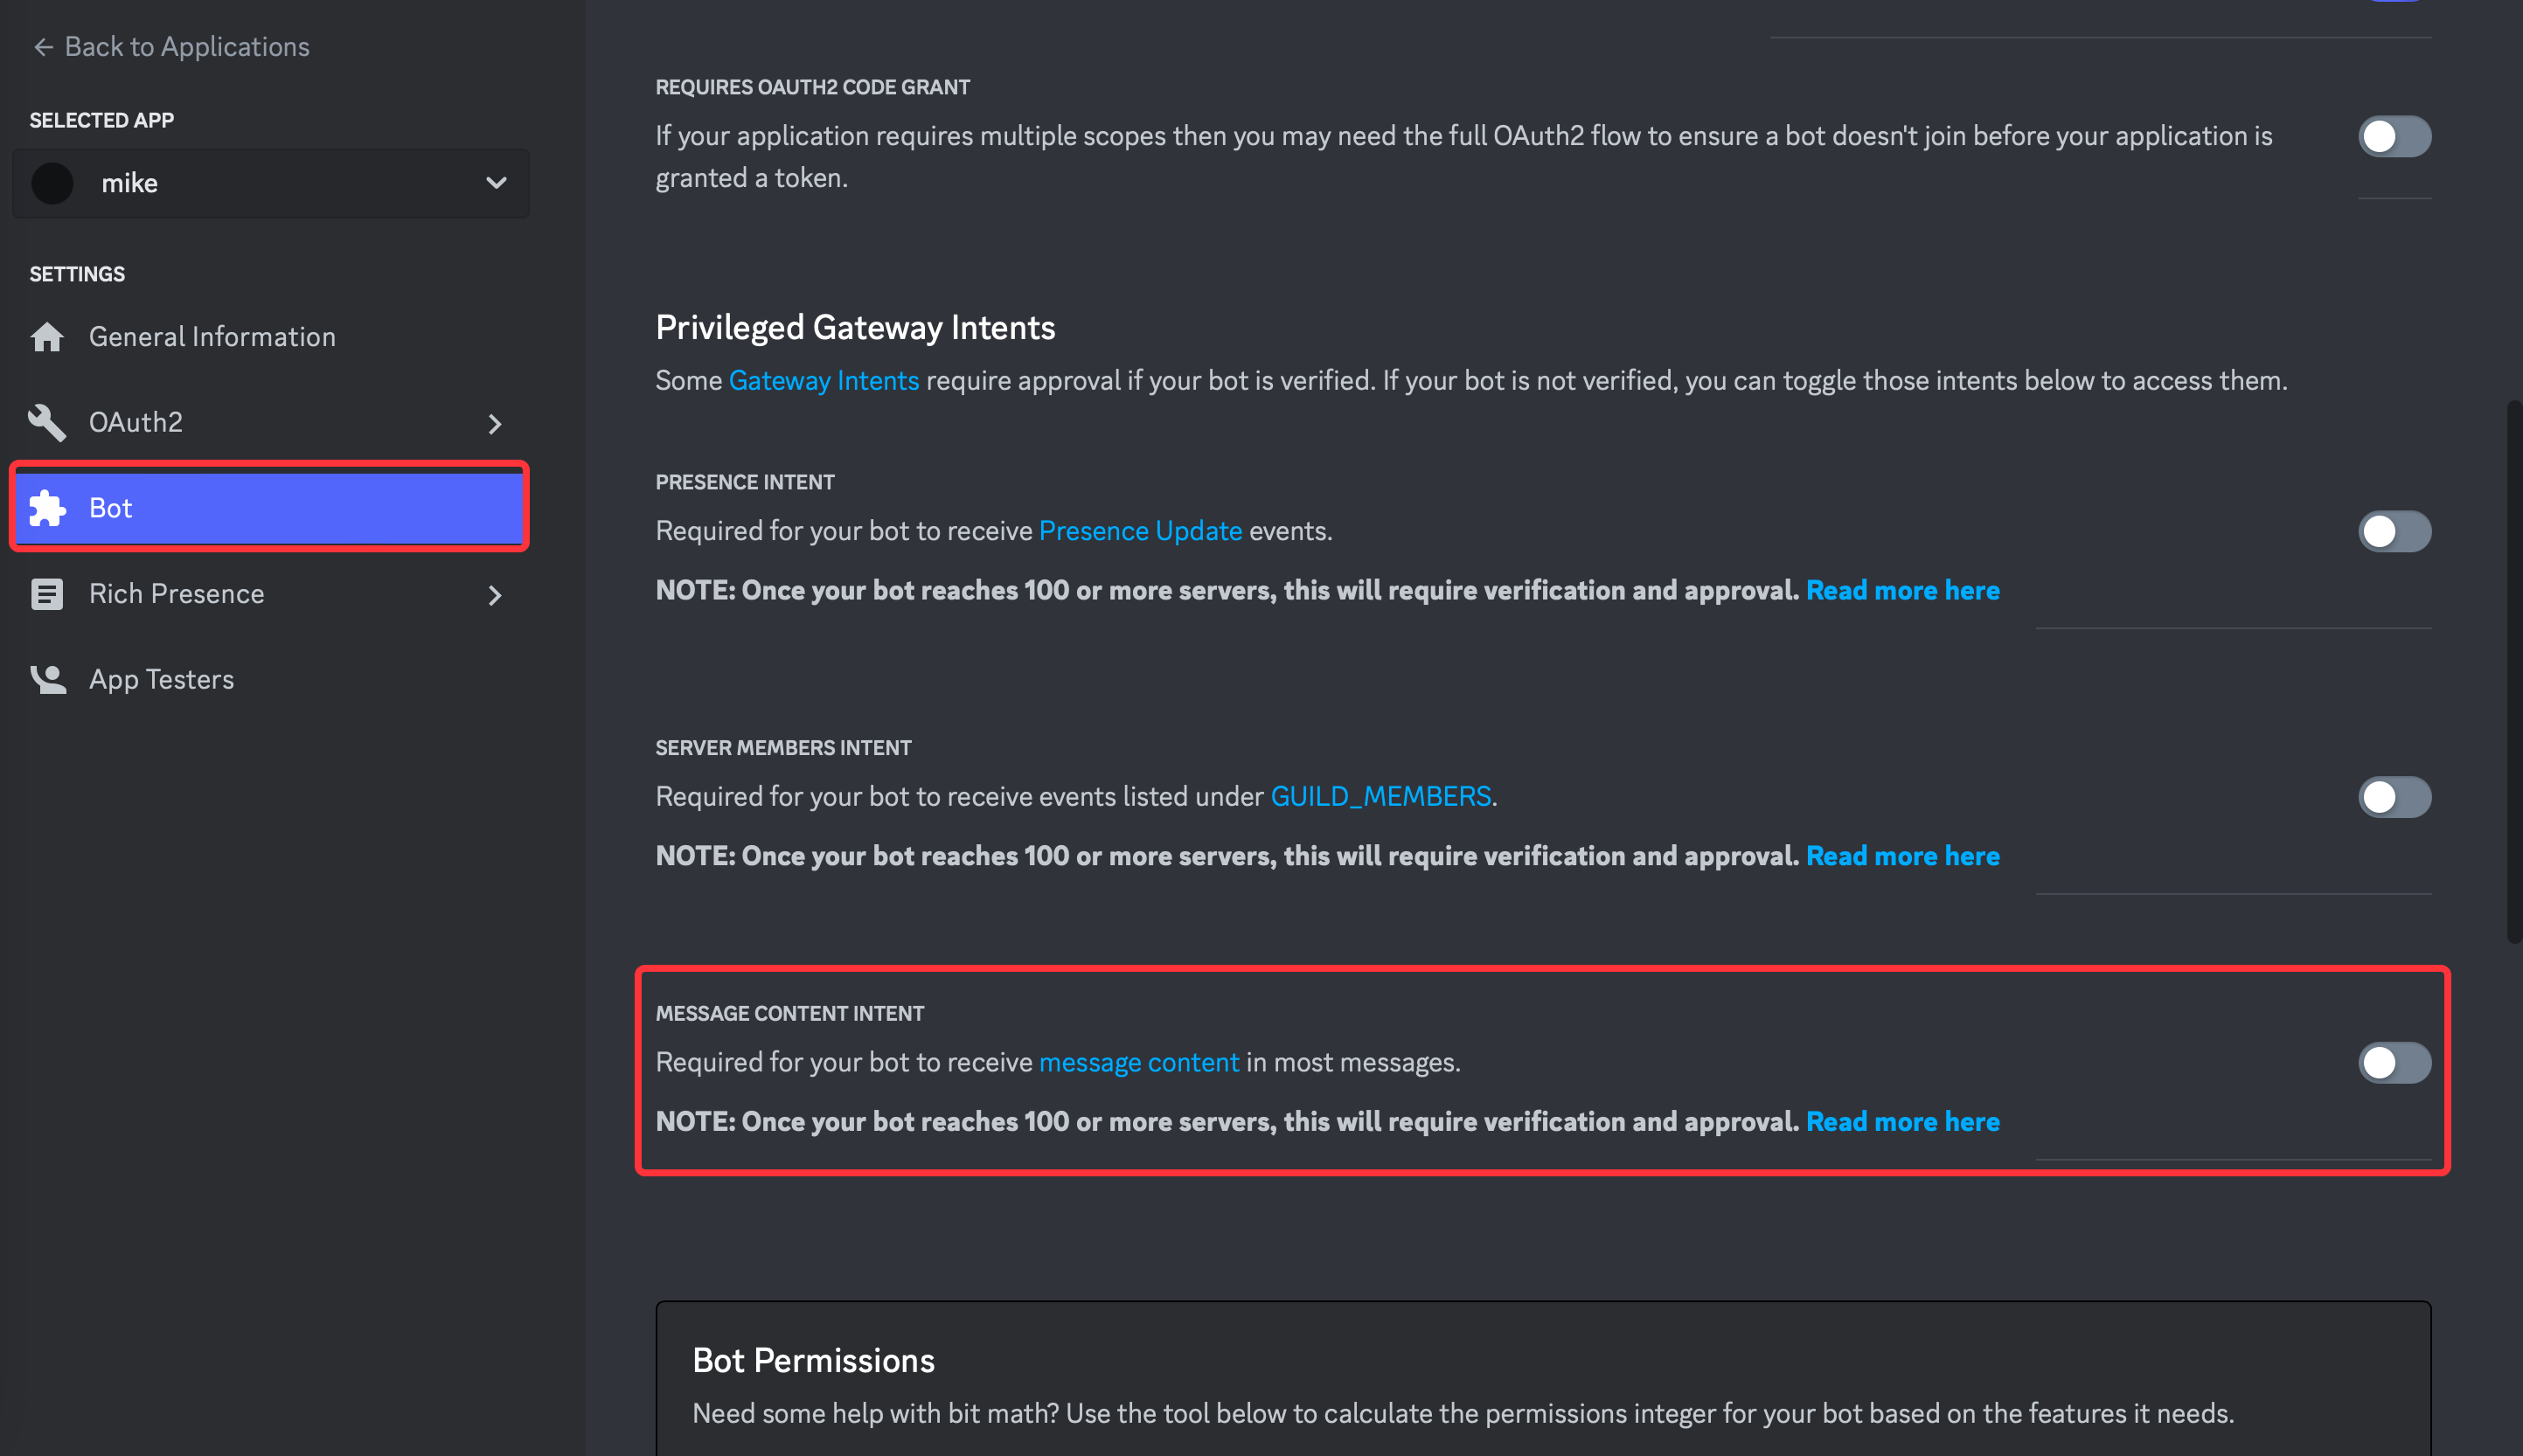 Back to Applications
SELECTED APP
mike
SETTINGS
General Information
OAuth2
Bot
Rich Presence
App Testers
REQUIRES OAUTH2 CODE GRANT
If your application requires multiple scopes then you may need the full OAuth2 flow to ensure a bot doesn't join before your application is
granted a token.
Privileged Gateway Intents
Some Gateway Intents require approval if your bot is verified. If your bot is not verified, you can toggle those intents below to access them.
PRESENCE INTENT
Required for your bot to receive Presence Update events.
NOTE: Once your bot reaches 100 or more servers, this will require verification and approval. Read more here
SERVER MEMBERS INTENT
Required for your bot to receive events listed under GUILD_MEMBERS.
NOTE: Once your bot reaches 100 or more servers, this will require verification and approval. Read more here
MESSAGE CONTENT INTENT
Required for your bot to receive message content in most messages.
NOTE: Once your bot reaches 100 or more servers, this will require verification and approval. Read more here
Bot Permissions
Need some help with bit math? Use the tool below to calculate the permissions integer for your bot based on the features it needs.